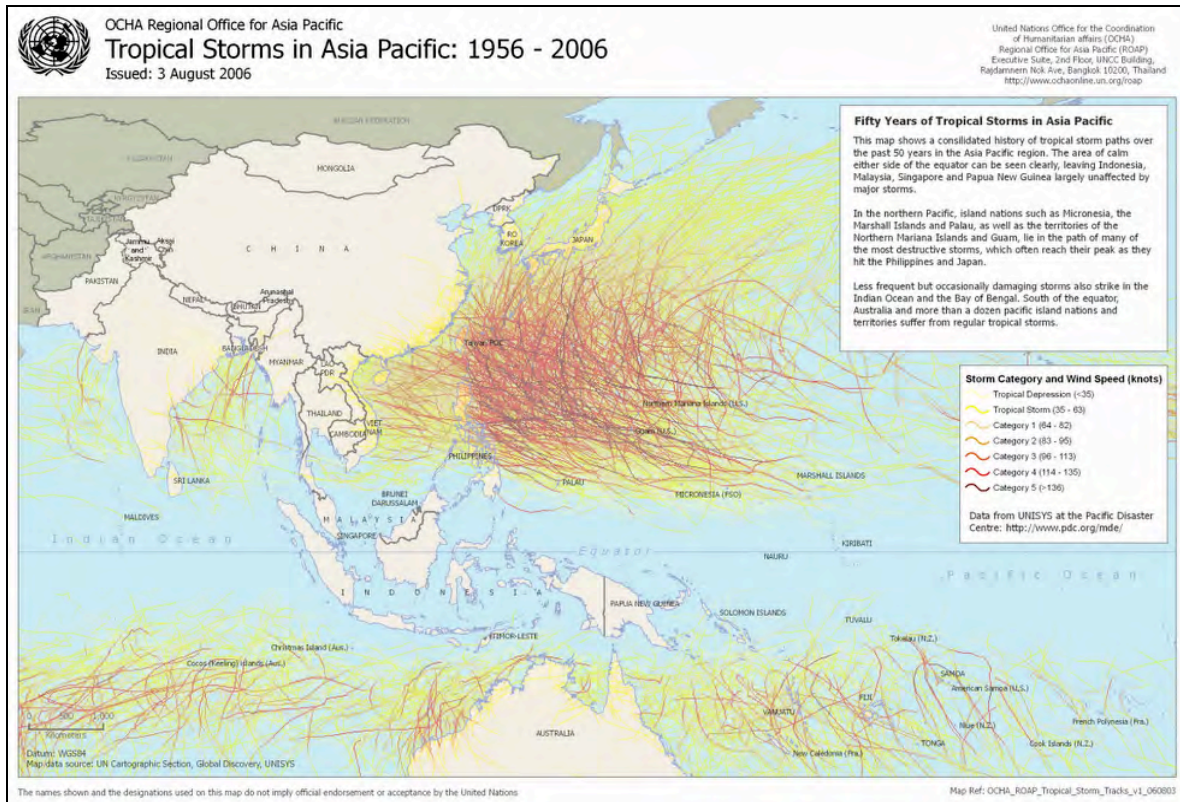 OCHA Regional Office for Asia Pacific
Tropical Storms in Asia Pacific: 1956 - 2006
Issued: 3 August 2006
United Nations Office for the Coordination
of Humanitarian affairs (OCHA)
Regional Office for Asia Pacific (ROAP)
Executive Suite, 2nd Floor, UNCC Building,
Rajdamnern Nok Ave, Bangkok 10200, Thailand
http://www.ochaonline.un.org/roap
Fifty Years of Tropical Storms in Asia Pacific
This map shows a consilidated history of tropical storm paths over
the past 50 years in the Asia Pacific region. The area of calm
either side of the equator can be seen clearly, leaving Indonesia,
Malaysia, Singapore and Papua New Guinea largely unaffected by
major storms.
In the northern Pacific, island nations such as Micronesia, the
Marshall Islands and Palau, as well as the territories of the
Northern Mariana Islands and Guam, lie in the path of many of
the most destructive storms, which often reach their peak as they
hit the Philippines and Japan.
Less frequent but occasionally damaging storms also strike in the
Indian Ocean and the Bay of Bengal. South of the equator,
Australia and more than a dozen pacific island nations and
territories suffer from regular tropical storms.
Storm Category and Wind Speed (knots)
Tropical Depression (<35)
Tropical Storm (35 - 63)
Category 1 (64 - 82)
Category 2 (83 - 95)
Category 3 (96 - 113)
Category 4 (114 - 135)
Category 5 (>136)
Data from UNISYS at the Pacific Disaster
Centre: http://www.pdc.org/mde/
RUSSIAN FEDERATION
KAZAKHSTAN
MONGOLIA
KYRGYZSTAN
TAJIKISTAN
DPRK
RO
KOREA
JAPAN
CHINA
AFGHANISTAN
Jammu
and
Kashmir
Aksai
Chin
PAKISTAN
IRAN
NEPAL
BHUTAN
Arunashal
Pradesh
INDIA
BANGLADESH
MYANMAR
LAO
PDR
Taiwan, POC
THAILAND
VIET
NAM
CAMBODIA
Northern Mariana Islands (U.S.)
Guam (U.S.)
PHILIPPINES
SRI LANKA
PALAU
MARSHALL ISLANDS
MICRONESIA (FSO)
MALDIVES
BRUNEI
DARUSSALAM
MALAYSIA
SINGAPORE
Indian Ocean
Equator
KIRIBATI
NAURU
Pacific Ocean
INDONESIA
PAPUA NEW GUINEA
SOLOMON ISLANDS
TUVALU
TIMOR-LESTE
Tokelau (N.Z.)
Christmas Island (Aus.)
Cocos (Keeling) islands (Aus.)
SAMOA
American Samoa (U.S.)
FIJI
VANUATU
Niue (N.Z.)
French Polynesia (Fra.)
AUSTRALIA
TONGA
Cook Islands (N.Z.)
New Caledonia (Fra.)
0 500 1,000
Kilometers
Datum: WGS84
Map data source: UN Cartographic Section, Global Discovery, UNISYS
The names shown and the designations used on this map do not imply official endorsement or acceptance by the United Nations
Map Ref: OCHA_ROAP_Tropical_Storm_Tracks_v1_060803